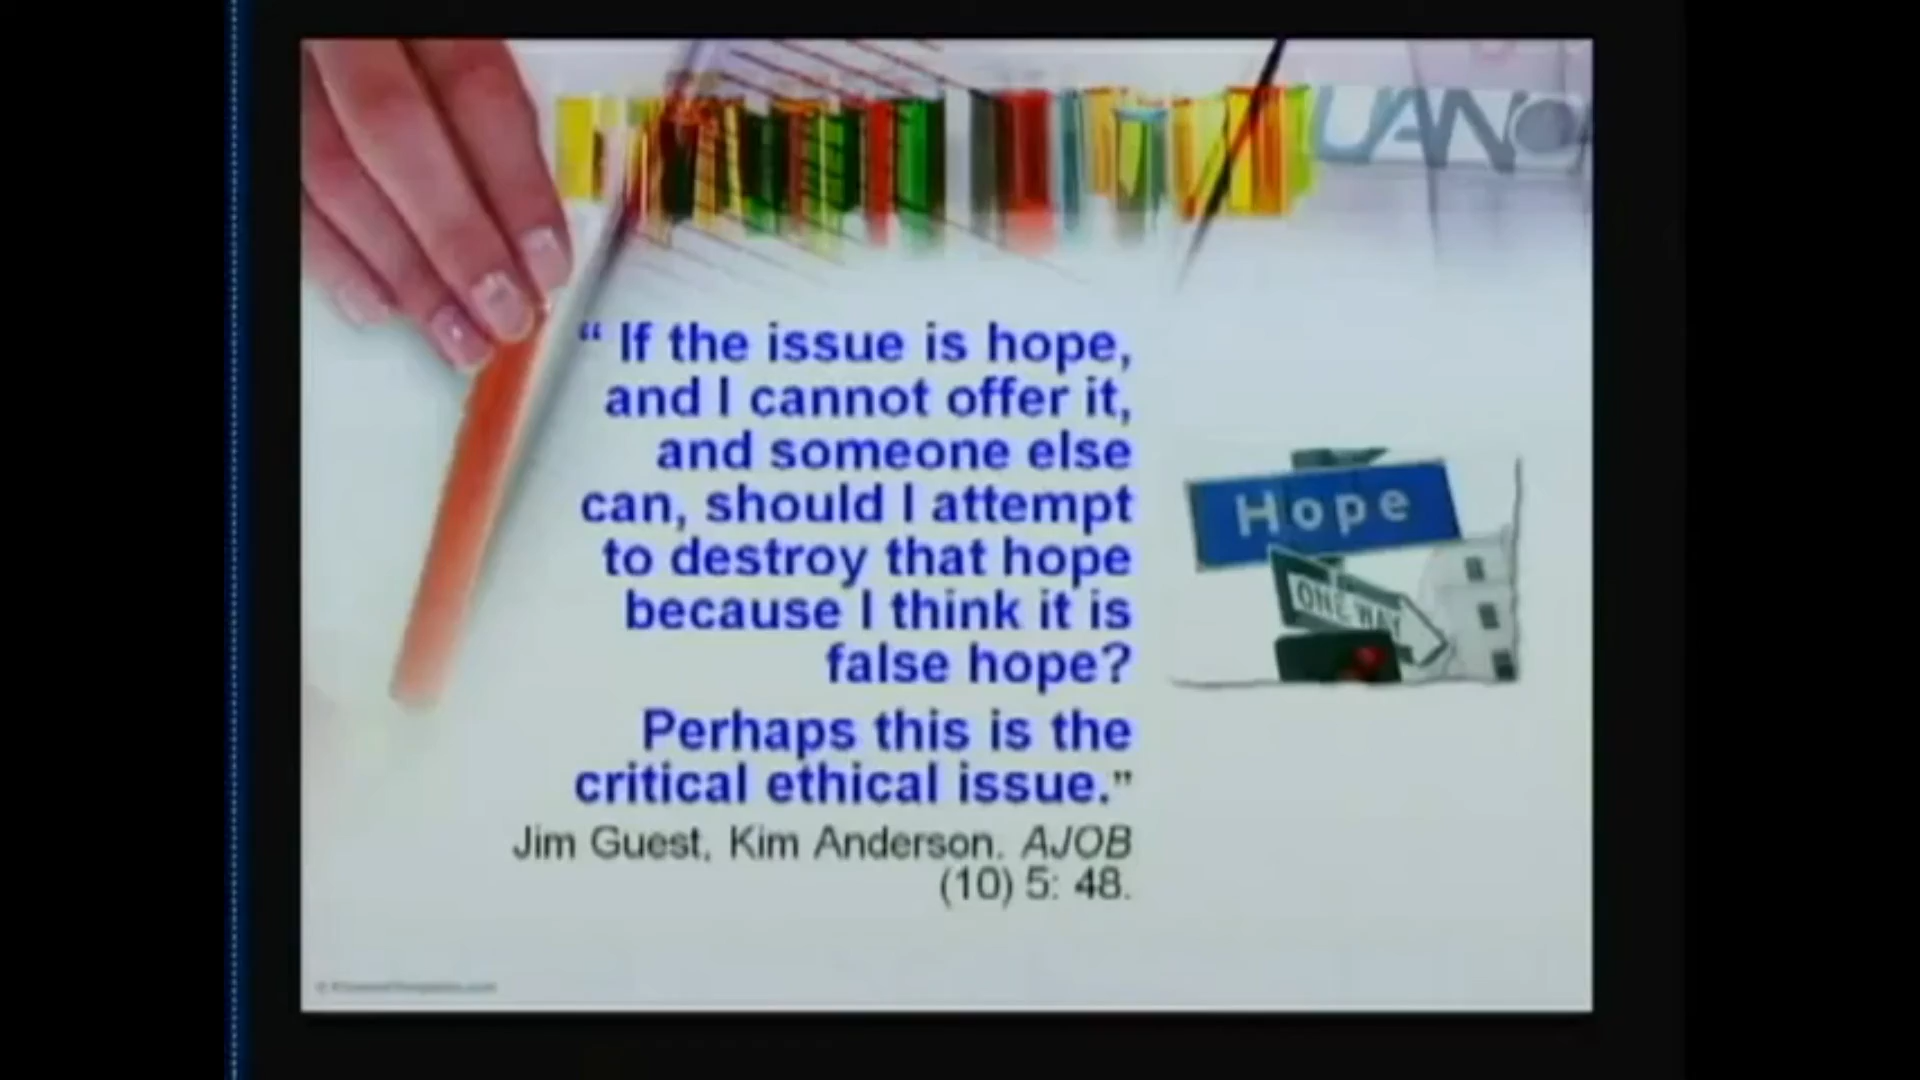 “ If the issue is hope,
and I cannot offer it,
and someone else
can, should I attempt
to destroy that hope
because I think it is
false hope?
Perhaps this is the
critical ethical issue.”
Jim Guest, Kim Anderson. AJOB
(10) 5: 48.
Hope
ONE WAY